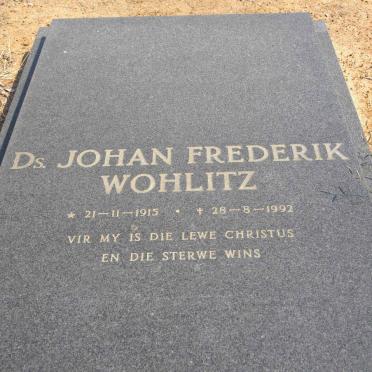 Ds. JOHAN FREDERIK
WOHLITZ
* 21-11-1915 • † 28-8-1992
VIR MY IS DIE LEWE CHRISTUS
EN DIE STERWE WINS